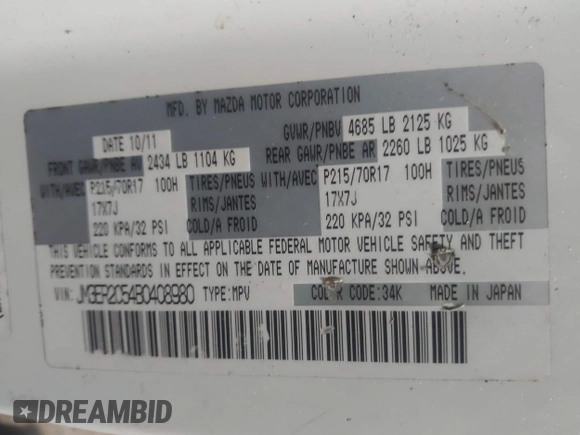 MFD. BY MAZDA MOTOR CORPORATION
DATE 10/11
GVWR/PNBV 4685 LB 2125 KG
FRONT GAWR/PNBE AV 2434 LB 1104 KG
REAR GAWR/PNBE AR 2260 LB 1025 KG
WITH/AVEC P215/70R17 100H TIRES/PNEUS
WITH/AVEC P215/70R17 100H TIRES/PNEUS
17X7J RIMS/JANTES
17X7J RIMS/JANTES
220 KPA/32 PSI COLD/A FROID
220 KPA/32 PSI COLD/A FROID
THIS VEHICLE CONFORMS TO ALL APPLICABLE FEDERAL MOTOR VEHICLE SAFETY AND THEFT
PREVENTION STANDARDS IN EFFECT ON THE DATE OF MANUFACTURE SHOWN ABOVE.
VIN: TYPE:MPV
COLOR CODE:34K MADE IN JAPAN
DREAMBID